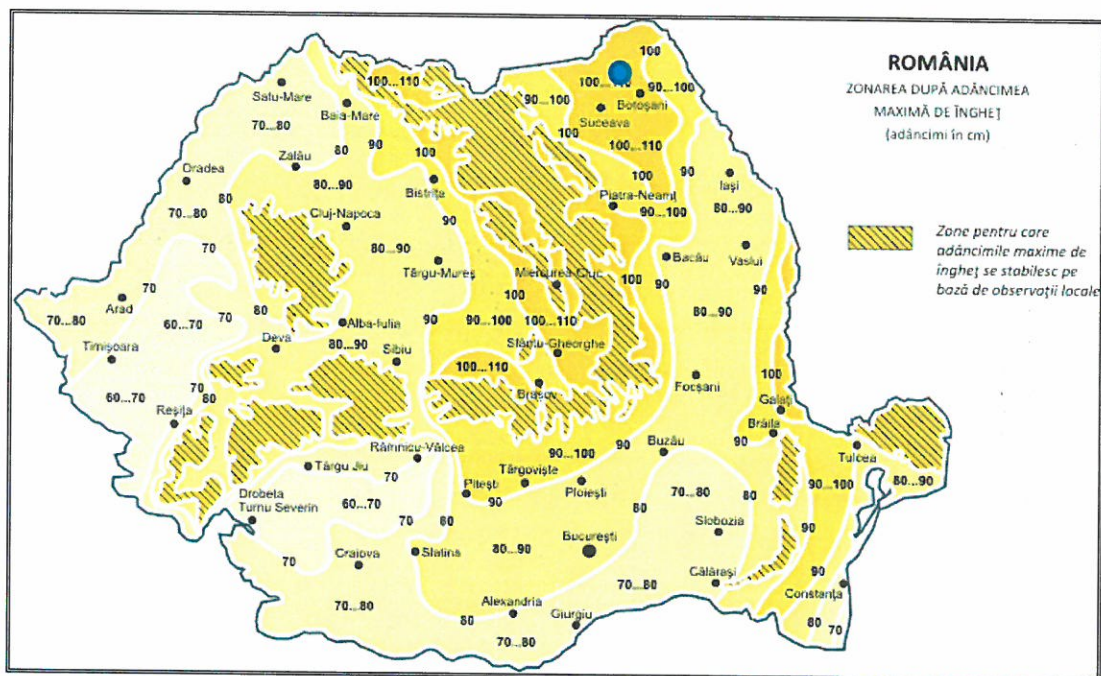 ROMÂNIA
ZONAREA DUPĂ ADÂNCIMEA
MAXIMĂ DE ÎNGHEȚ
(adâncimi în cm)
Zone pentru care
adâncimile maxime de
îngheț se stabilesc pe
bază de observații locale
100
100...110
90...100
100
90...100
Satu-Mare
Baia-Mare
Botoșani
Suceava
70...80
80
90
100
100
100...110
90
Zalău
Oradea
80...90
Bistrița
100
Iași
80
Piatra-Neamț
80...90
70...80
Cluj-Napoca
90
90...100
70
80...90
Târgu-Mureș
Bacău
Vaslui
100
Miercurea-Ciuc
90
90
70
100
80...90
Arad
70...80
60...70
70
80
Alba-Iulia
90
90...100
100...110
Timișoara
Deva
80...90
Sibiu
Sfântu-Gheorghe
100...110
60...70
70
80
Brașov
Focșani
100
Reșița
Galați
Brăila
90
90
Buzău
Tulcea
Râmnicu-Vâlcea
90...100
Târgu Jiu
70
Târgoviște
Pitești
Ploiești
90
70...80
80
90...100
80...90
Drobeta
Turnu Severin
60...70
70
80
Slobozia
București
90
Slatina
80...90
70
Craiova
70...80
Călărași
90
Constanța
70...80
Alexandria
80
Giurgiu
70...80
80
70